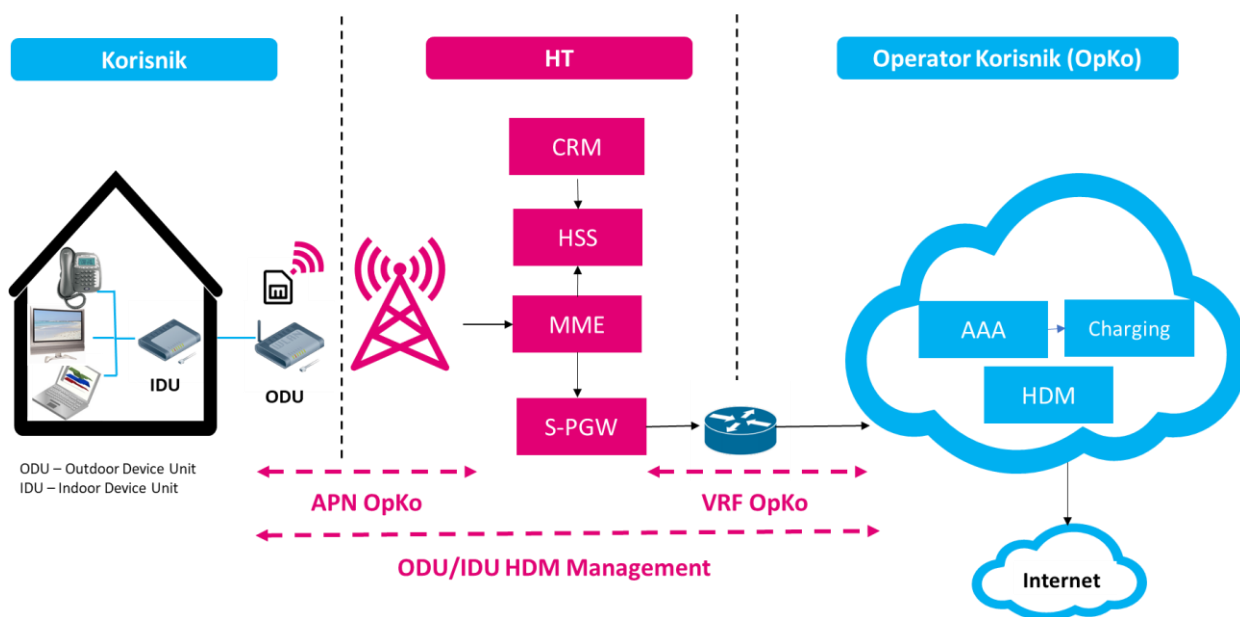 Korisnik
HT
Operator Korisnik (OpKo)
CRM
HSS
MME
S-PGW
AAA
Charging
HDM
IDU
ODU
ODU – Outdoor Device Unit
IDU – Indoor Device Unit
APN OpKo
VRF OpKo
ODU/IDU HDM Management
Internet